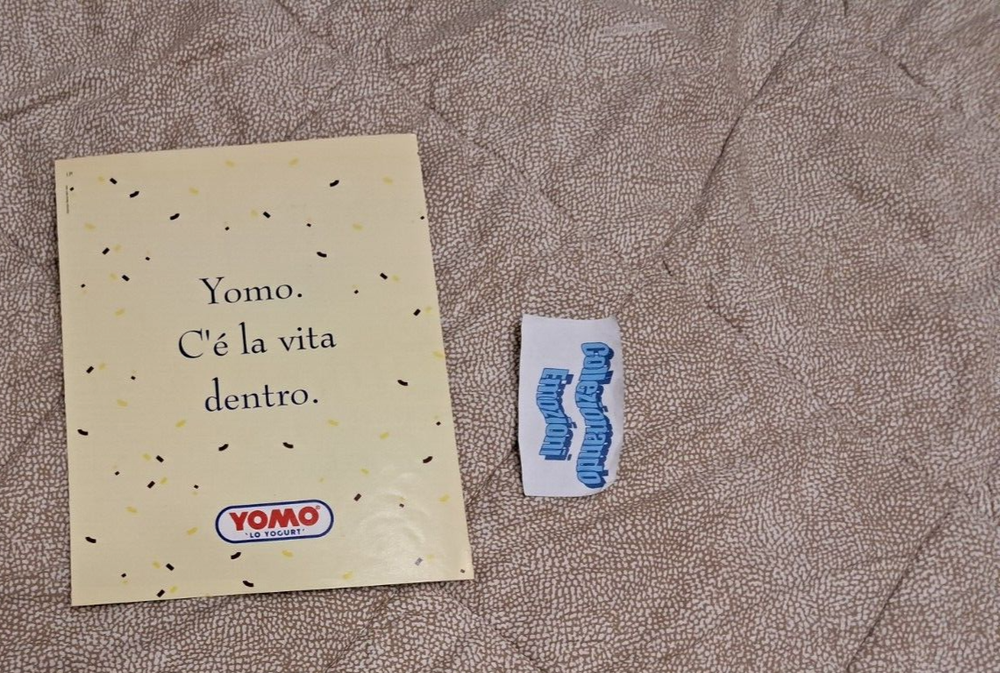 Yomo.
C'é la vita
dentro.
YOMO®
"LO YOGURT"
Collezionando
Emozioni